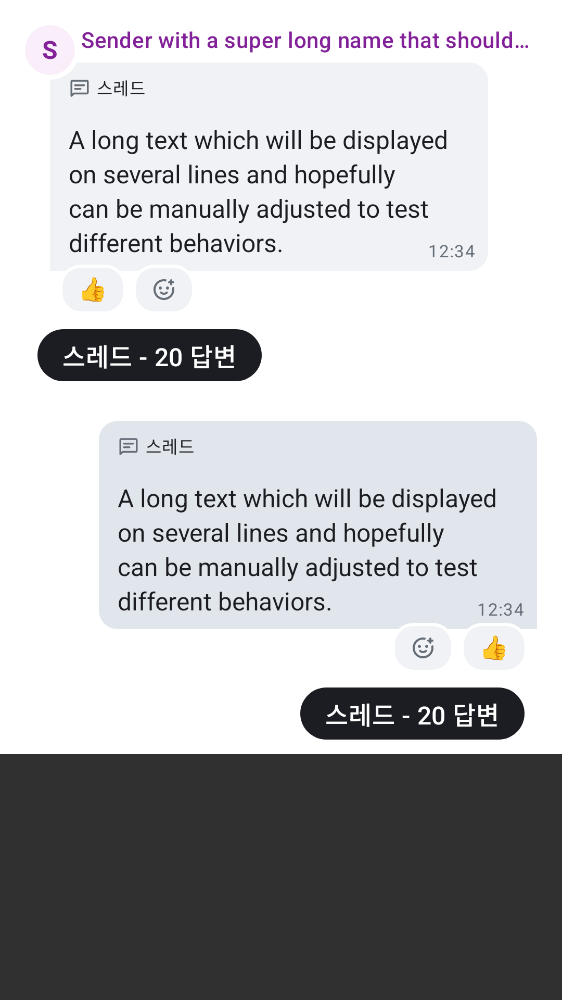 S
Sender with a super long name that should…
스레드
A long text which will be displayed
on several lines and hopefully
can be manually adjusted to test
different behaviors.
12:34
👍
스레드 - 20 답변
스레드
A long text which will be displayed
on several lines and hopefully
can be manually adjusted to test
different behaviors.
12:34
👍
스레드 - 20 답변